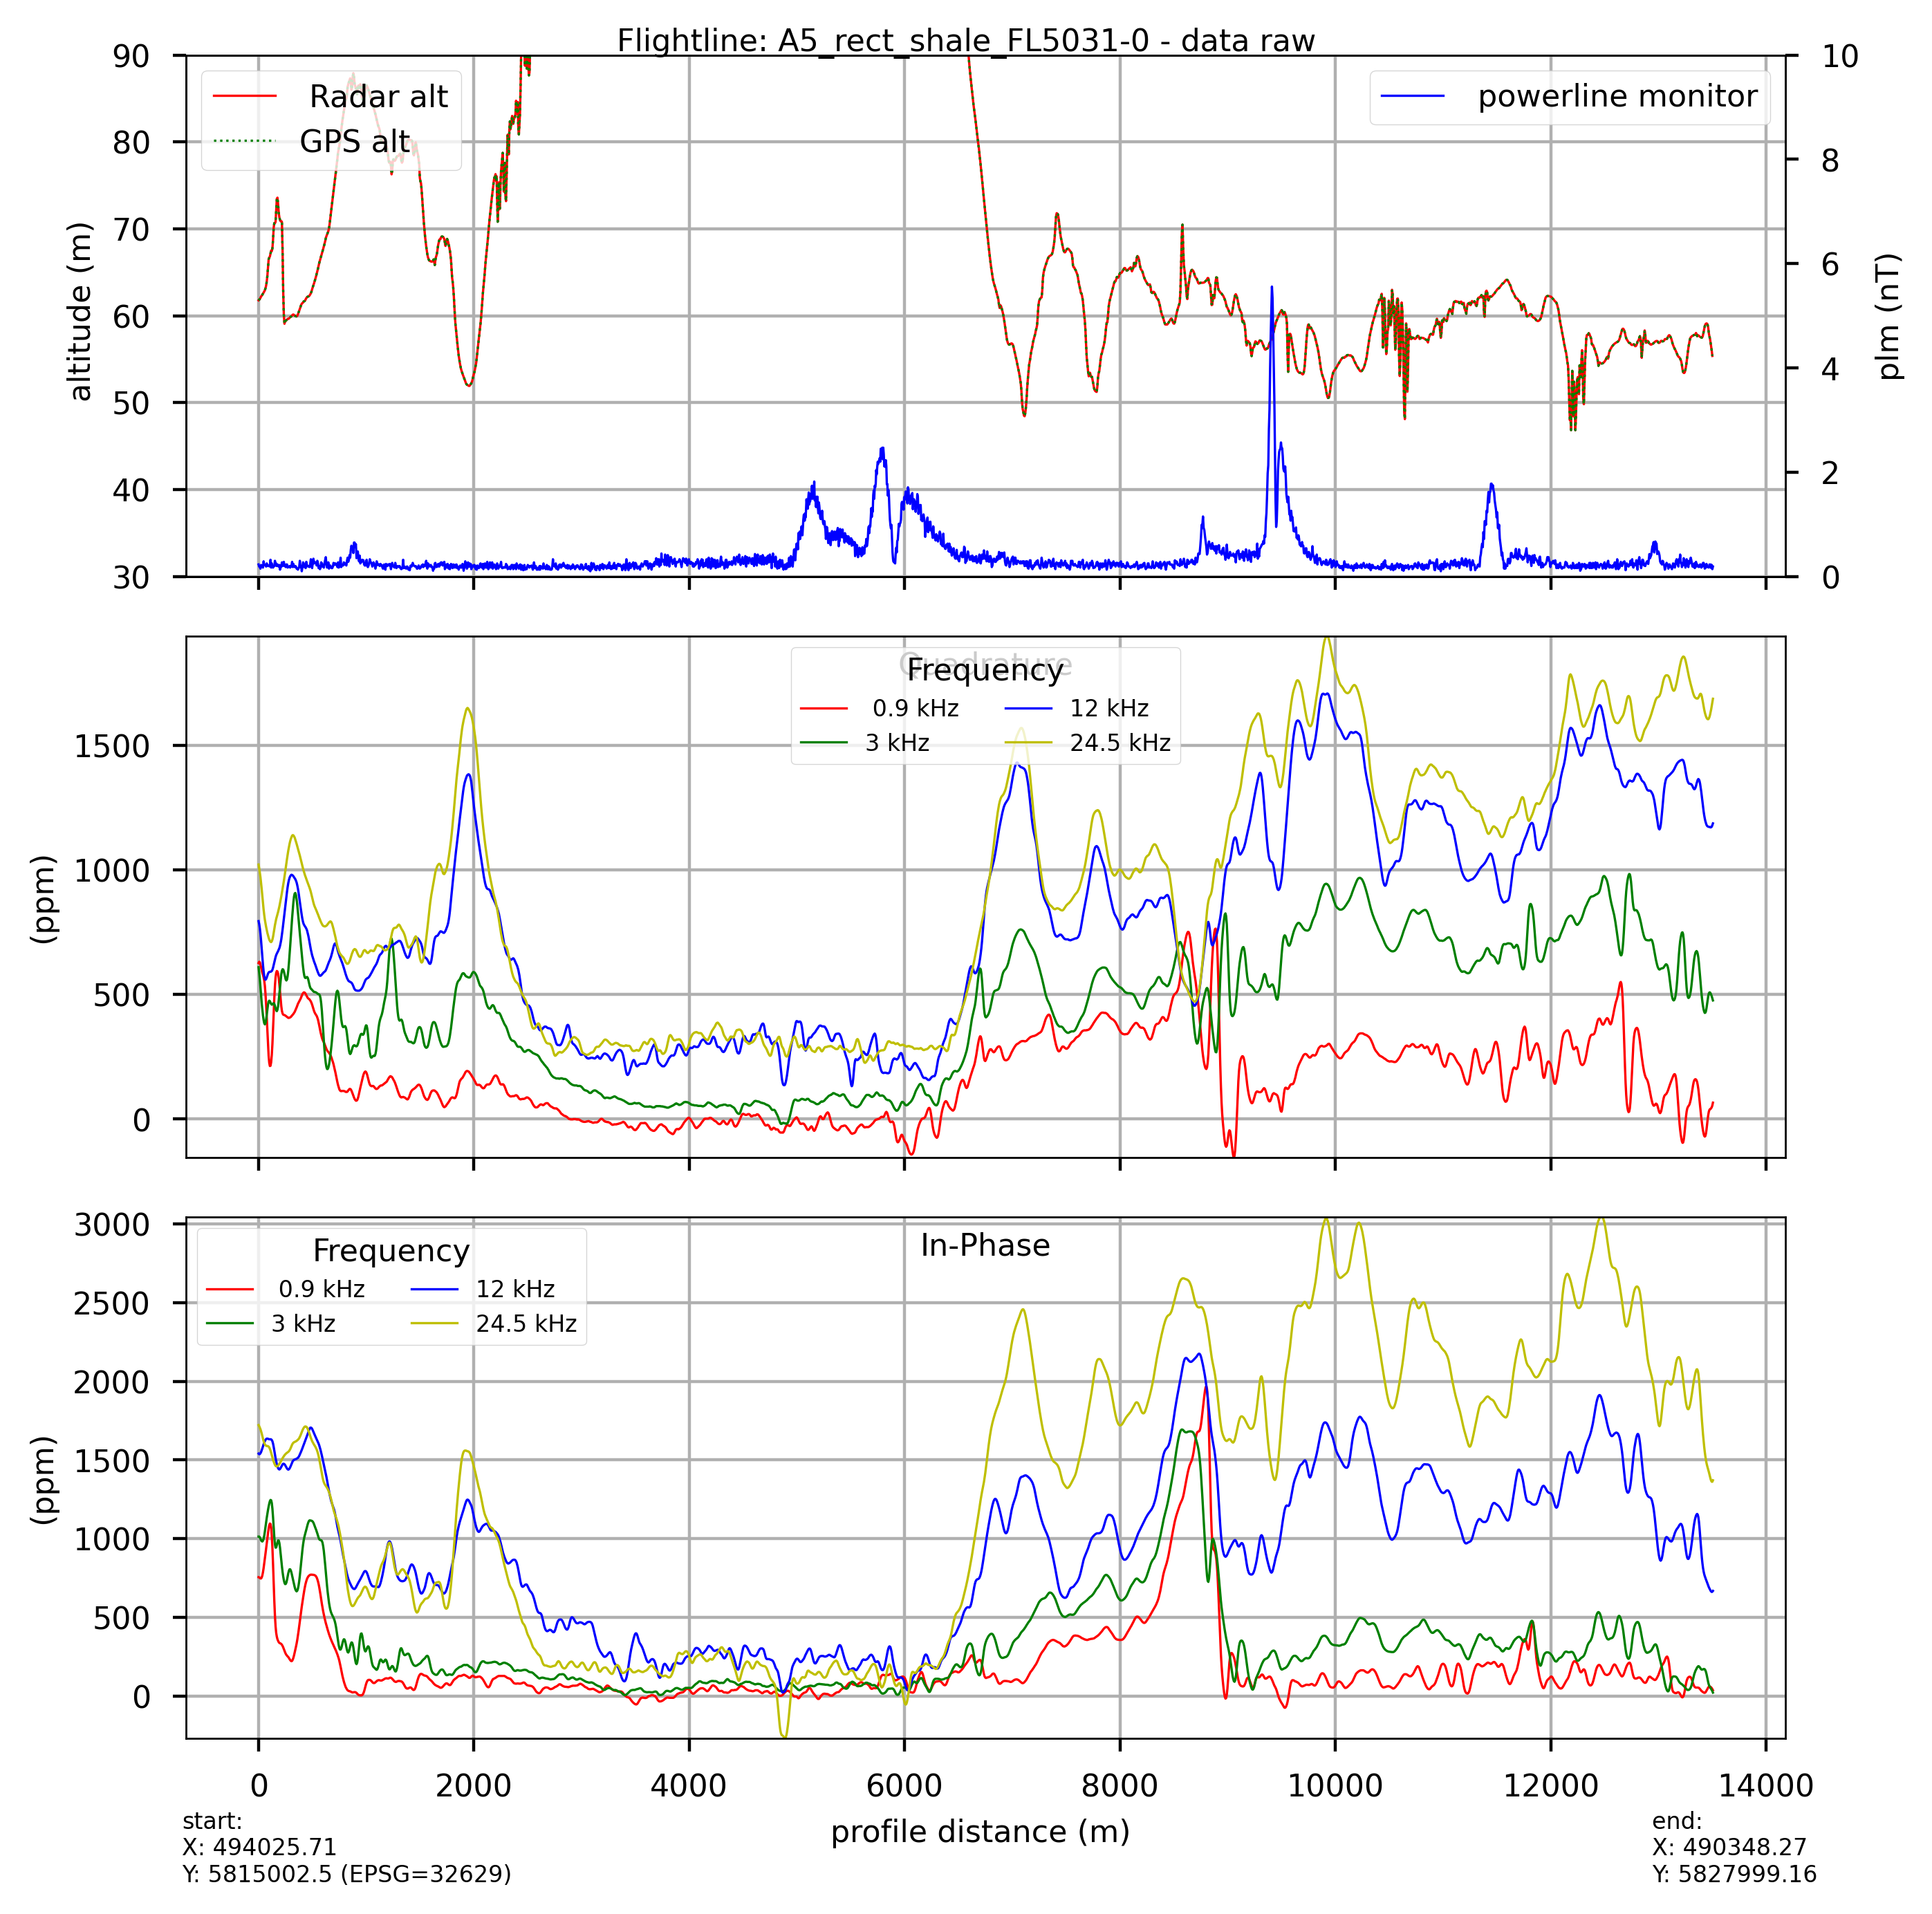 Flightline: A5_rect_shale_FL5031-0 - data raw
90
80
70
60
50
40
30
altitude (m)
Radar alt
GPS alt
powerline monitor
10
8
6
4
2
0
plm (nT)
Quadrature
Frequency
0.9 kHz
12 kHz
3 kHz
24.5 kHz
1500
1000
500
0
(ppm)
In-Phase
Frequency
0.9 kHz
12 kHz
3 kHz
24.5 kHz
3000
2500
2000
1500
1000
500
0
(ppm)
0 2000 4000 6000 8000 10000 12000 14000
profile distance (m)
start:
X: 494025.71
Y: 5815002.5 (EPSG=32629)
end:
X: 490348.27
Y: 5827999.16